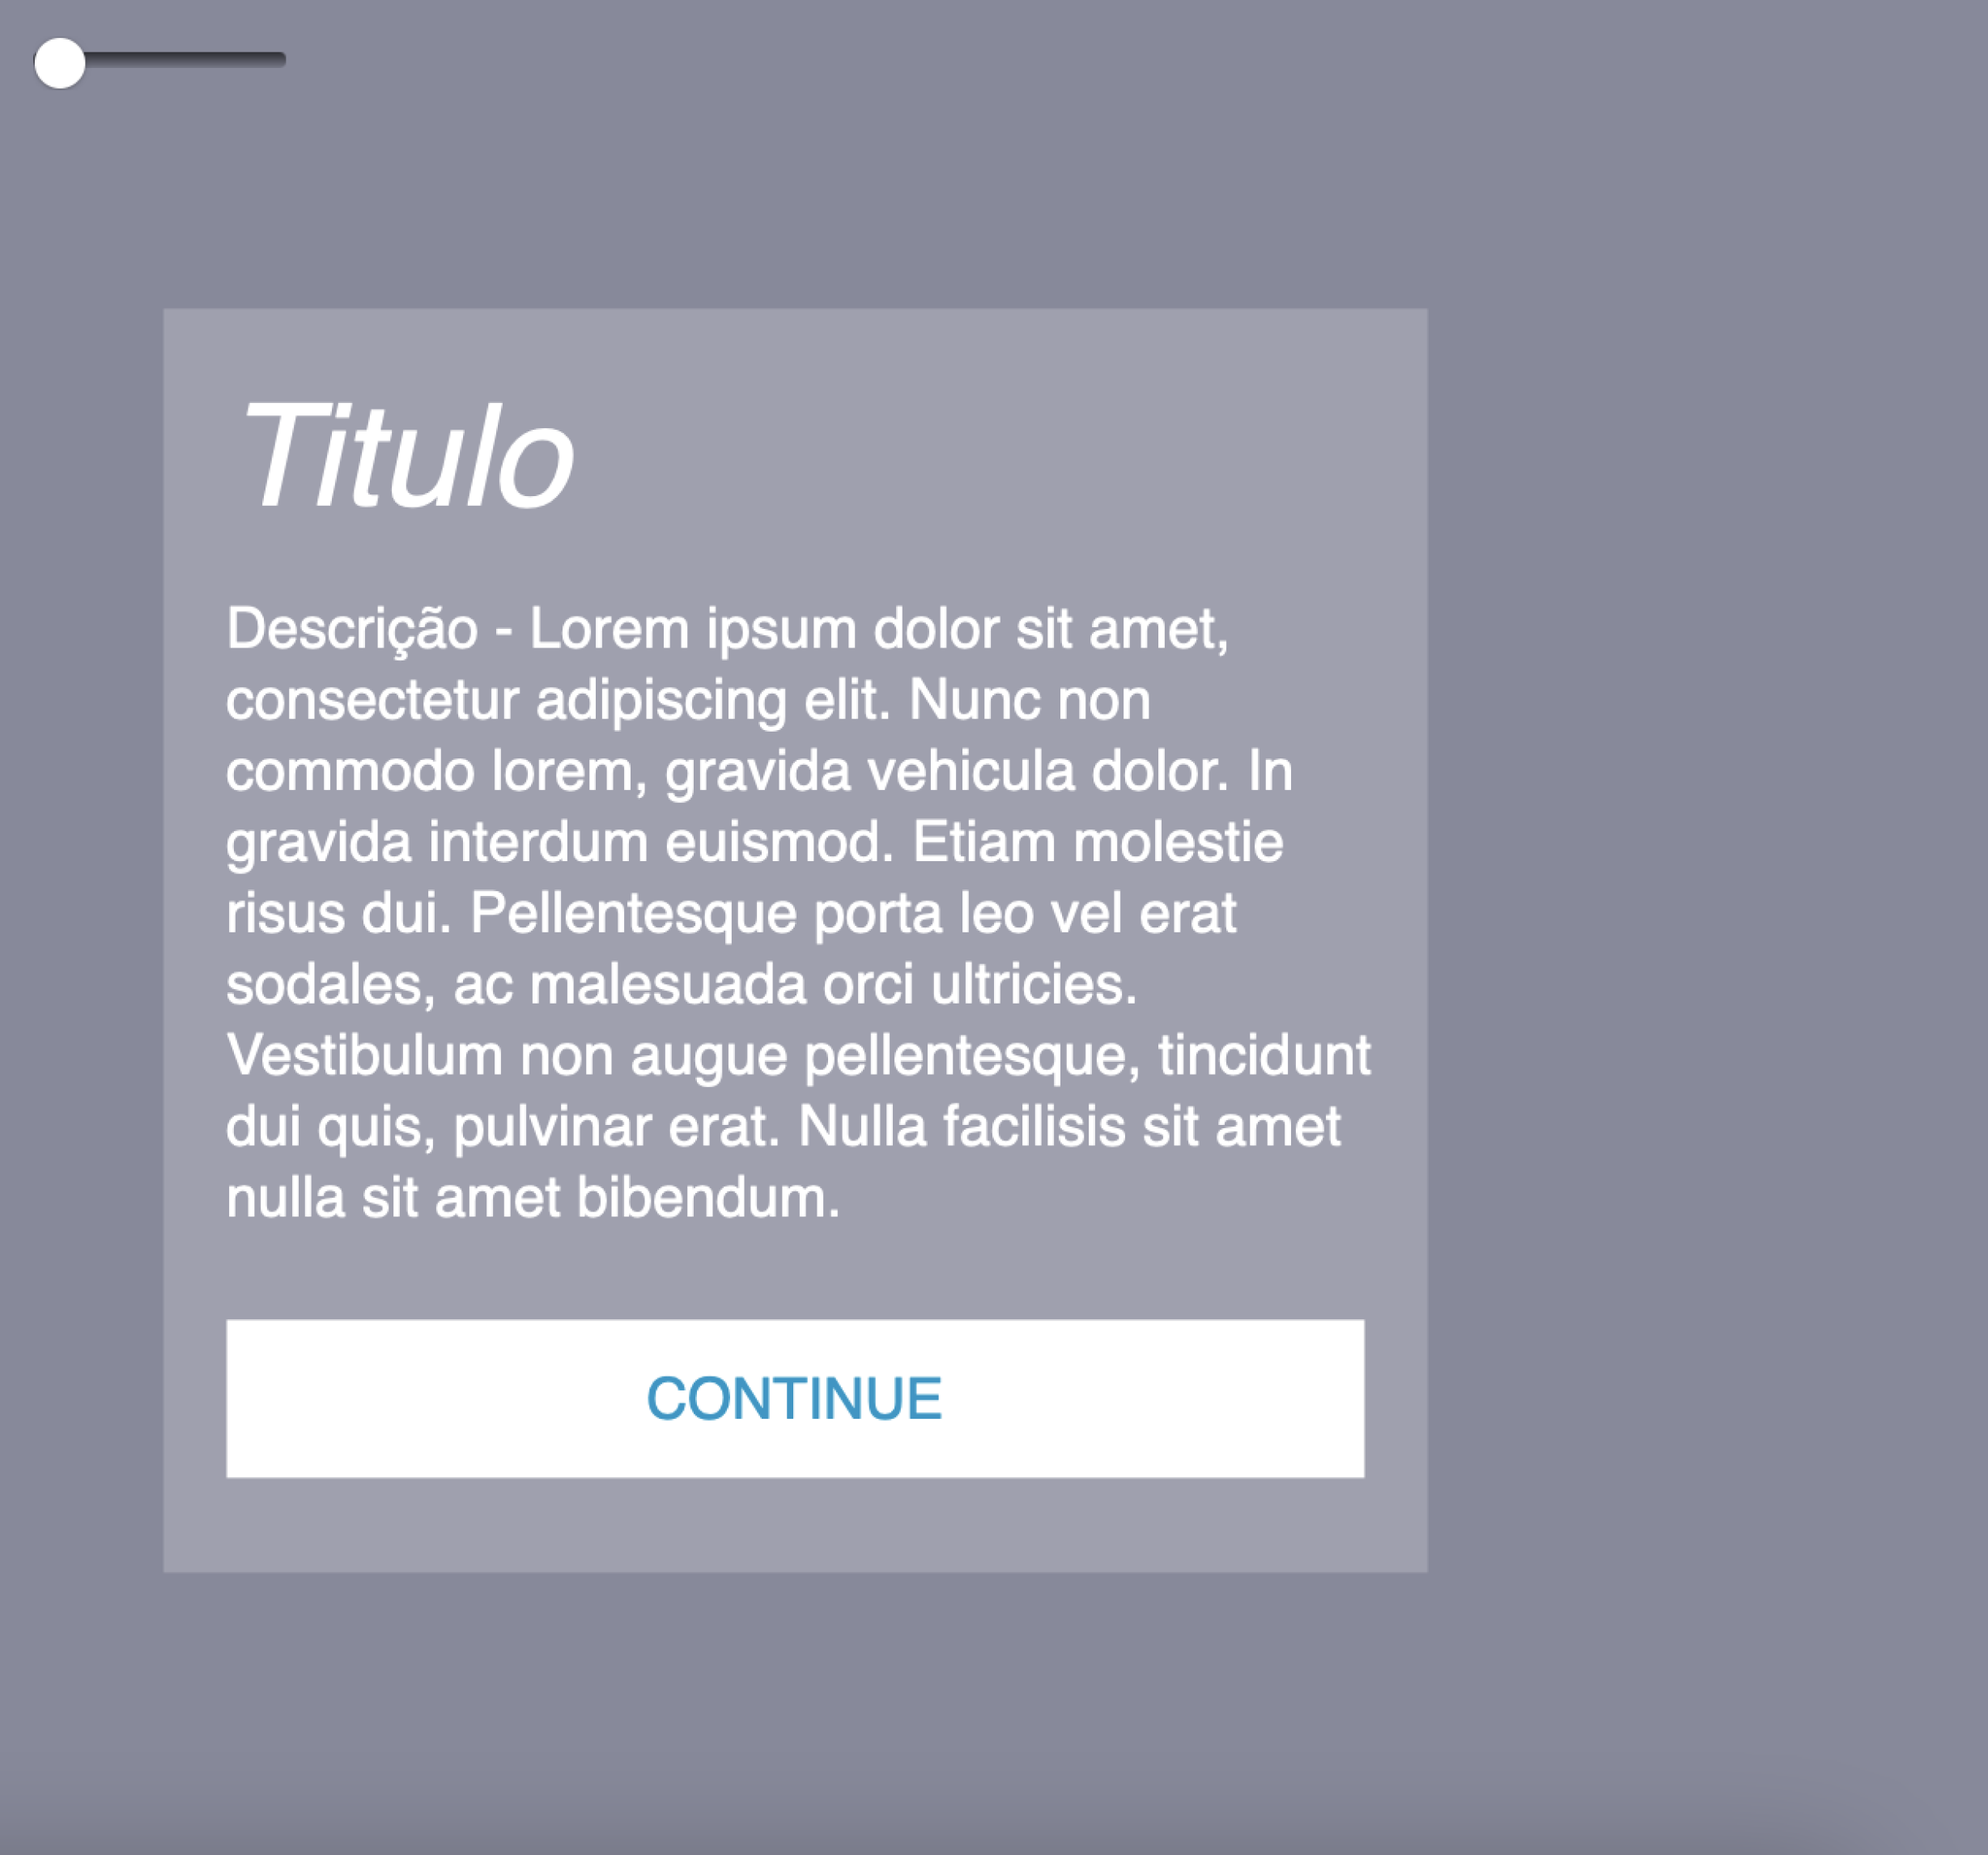 Titulo
Descrição - Lorem ipsum dolor sit amet,
consectetur adipiscing elit. Nunc non
commodo lorem, gravida vehicula dolor. In
gravida interdum euismod. Etiam molestie
risus dui. Pellentesque porta leo vel erat
sodales, ac malesuada orci ultricies.
Vestibulum non augue pellentesque, tincidunt
dui quis, pulvinar erat. Nulla facilisis sit amet
nulla sit amet bibendum.
CONTINUE